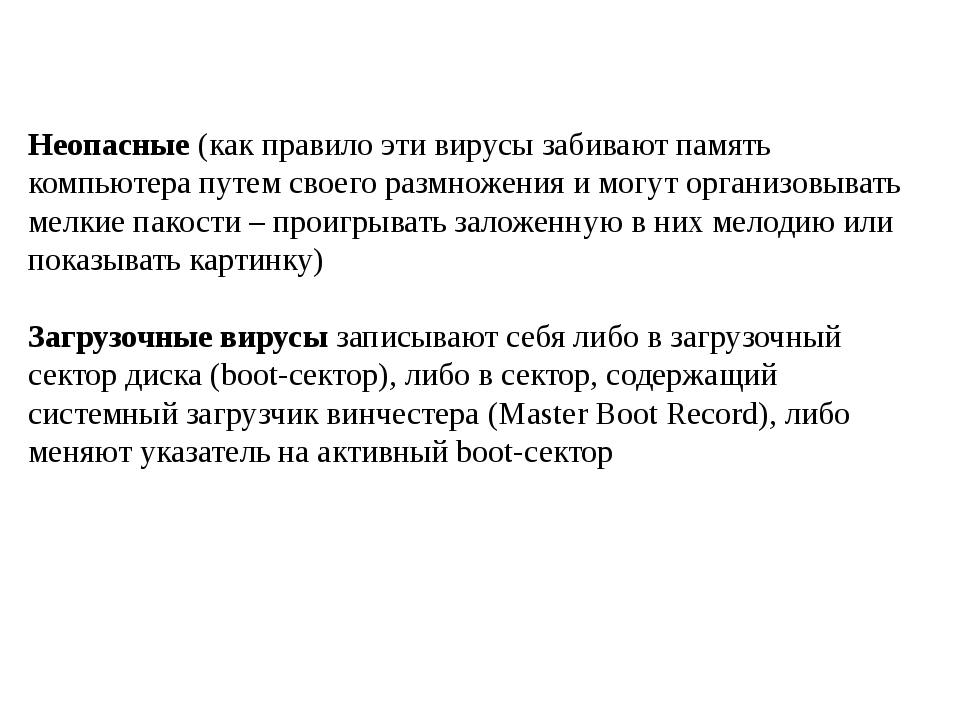 Неопасные (как правило эти вирусы забивают память
компьютера путем своего размножения и могут организовывать
мелкие пакости – проигрывать заложенную в них мелодию или
показывать картинку)
Загрузочные вирусы записывают себя либо в загрузочный
сектор диска (boot-сектор), либо в сектор, содержащий
системный загрузчик винчестера (Master Boot Record), либо
меняют указатель на активный boot-сектор